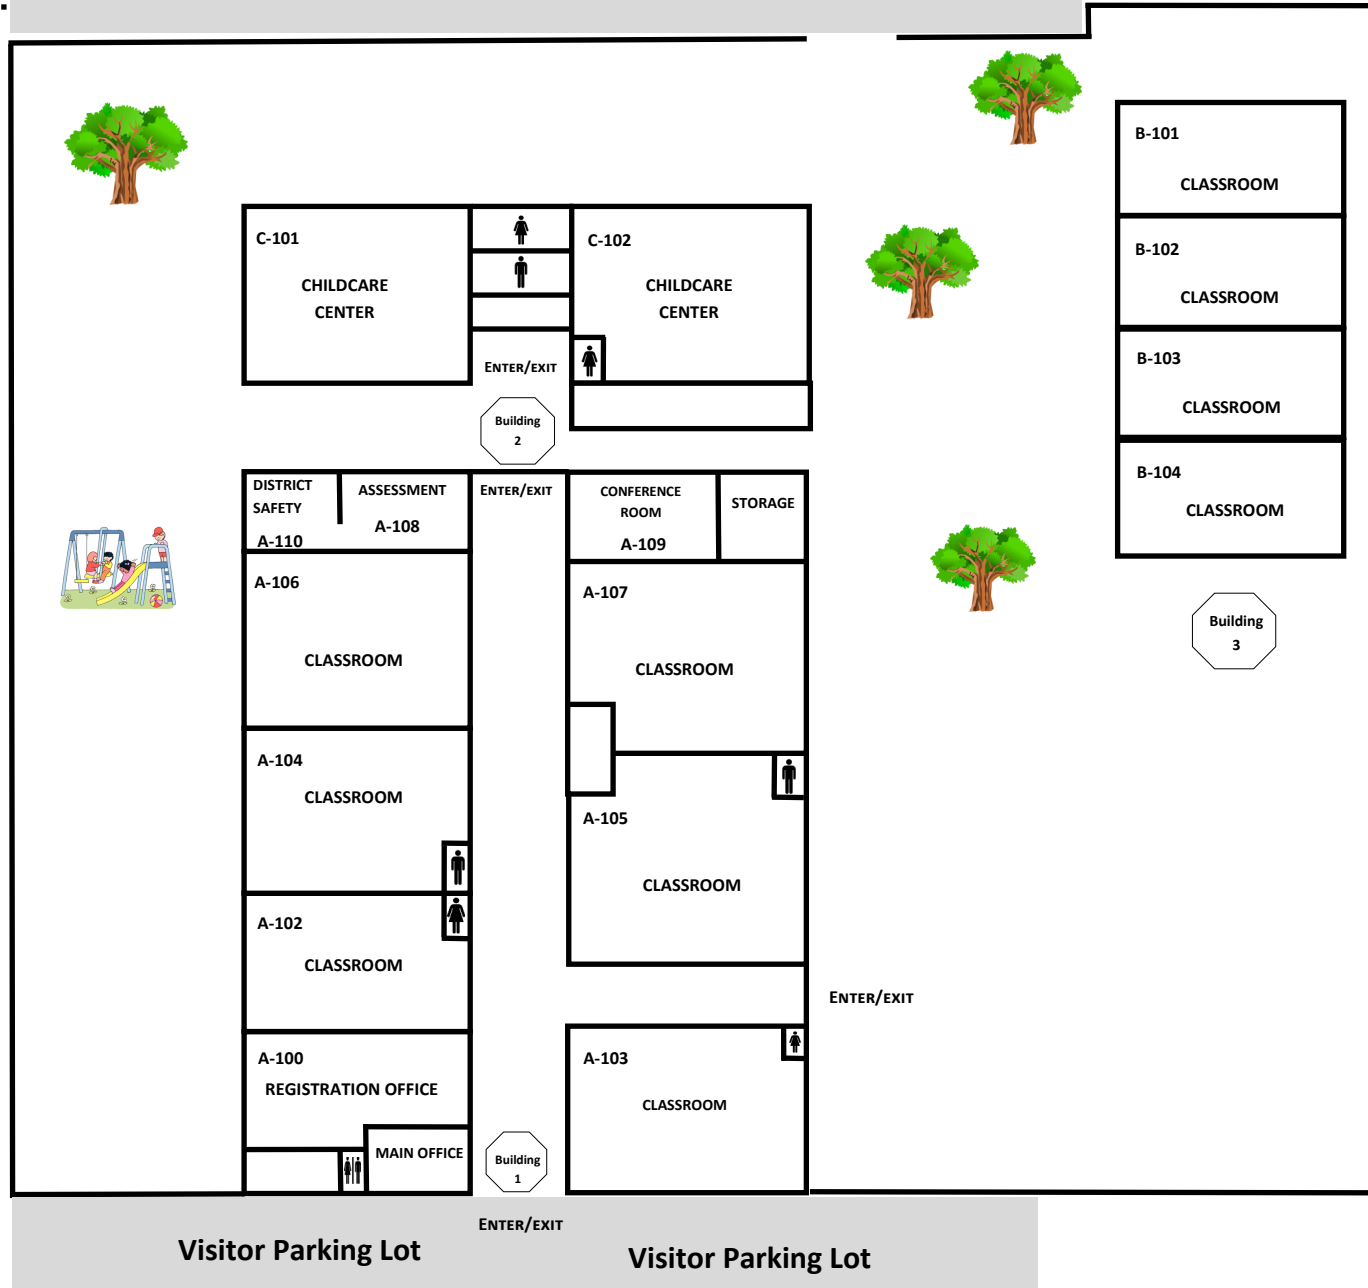 B-101
CLASSROOM
C-101
CHILDCARE
CENTER
C-102
CHILDCARE
CENTER
B-102
CLASSROOM
ENTER/EXIT
B-103
CLASSROOM
Building
2
B-104
CLASSROOM
DISTRICT
SAFETY
A-110
ASSESSMENT
A-108
ENTER/EXIT
CONFERENCE
ROOM
A-109
STORAGE
A-106
CLASSROOM
A-107
CLASSROOM
Building
3
A-104
CLASSROOM
A-105
CLASSROOM
A-102
CLASSROOM
ENTER/EXIT
A-100
REGISTRATION OFFICE
A-103
CLASSROOM
MAIN OFFICE
Building
1
ENTER/EXIT
Visitor Parking Lot
Visitor Parking Lot